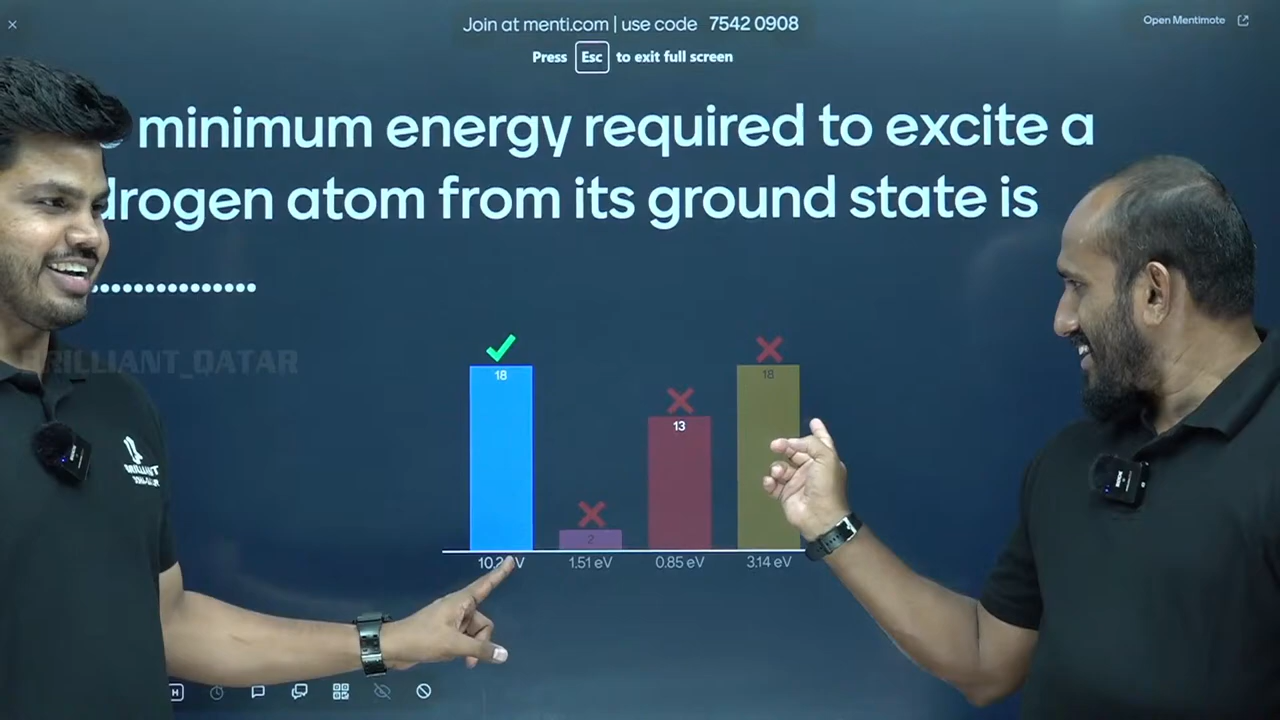 Join at menti.com | use code 7542 0908
Open Mentimote
Press Esc to exit full screen
minimum energy required to excite a
drogen atom from its ground state is
..............
BRILLIANT_QATAR
18
2
13
18
1.51 eV
0.85 eV
3.14 eV
BRILLIANT
H